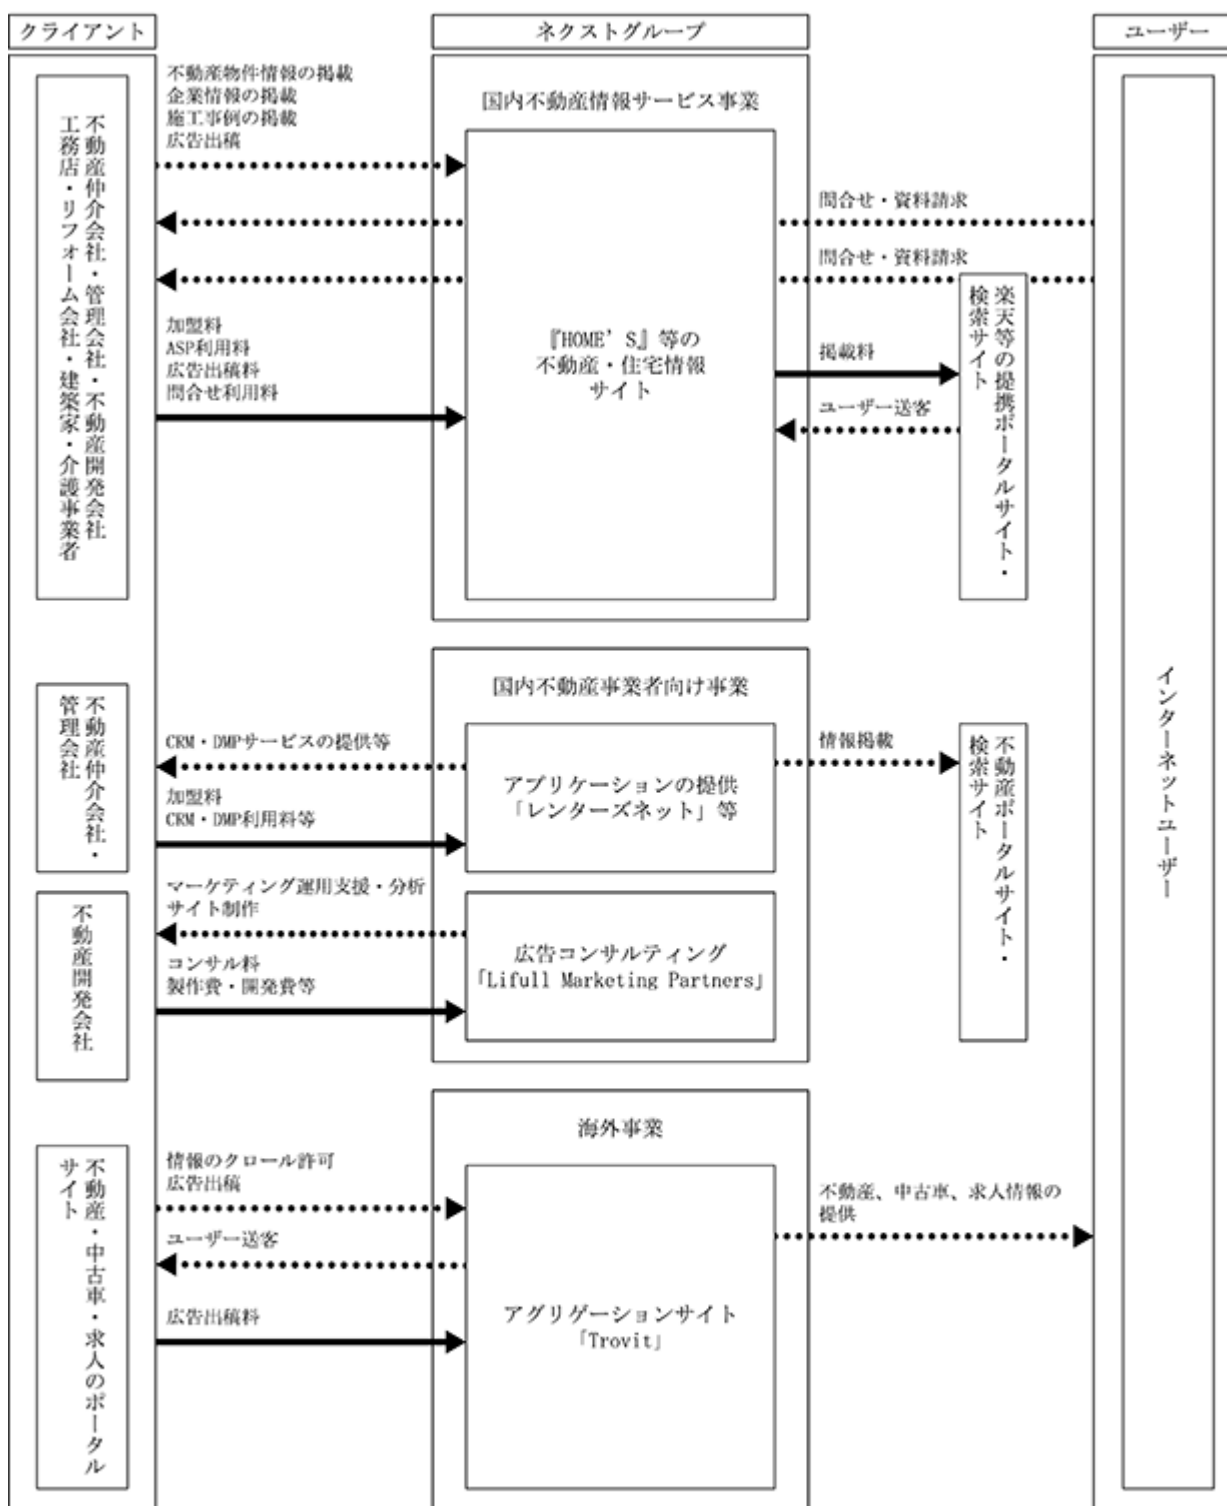 クライアント
ネクストグループ
ユーザー
不動産仲介会社・管理会社・不動産開発会社
工務店・リフォーム会社・建築家・介護事業者
不動産物件情報の掲載
企業情報の掲載
施工事例の掲載
広告出稿
加盟料
ASP利用料
広告出稿料
問合せ利用料
国内不動産情報サービス事業
『HOME'S』等の
不動産・住宅情報
サイト
問合せ・資料請求
問合せ・資料請求
掲載料
ユーザー送客
楽天等の提携ポータルサイト・
検索サイト
インターネットユーザー
不動産仲介会社・
管理会社
CRM・DMPサービスの提供等
加盟料
CRM・DMP利用料等
国内不動産事業者向け事業
アプリケーションの提供
「レンターズネット」等
情報掲載
不動産ポータルサイト・
検索サイト
不動産開発会社
マーケティング運用支援・分析
サイト制作
コンサル料
製作費・開発費等
広告コンサルティング
「Lifull Marketing Partners」
不動産・中古車・求人のポータル
サイト
情報のクロール許可
広告出稿
ユーザー送客
広告出稿料
海外事業
アグリゲーションサイト
「Trovit」
不動産、中古車、求人情報の
提供